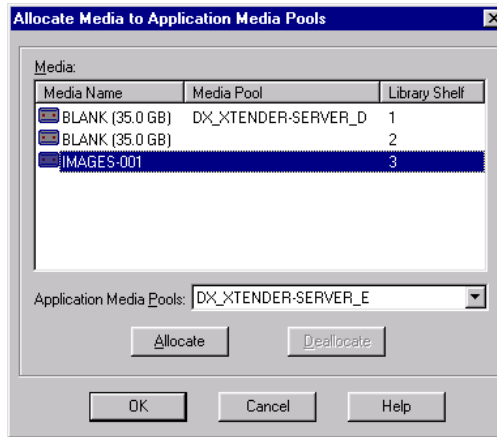 Allocate Media to Application Media Pools
Media:
Media Name Media Pool Library Shelf
BLANK (35.0 GB) DX_XTENDER-SERVER_D 1
BLANK (35.0 GB) 2
IMAGES-001 3
Application Media Pools: DX_XTENDER-SERVER_E
Allocate Deallocate
OK Cancel Help